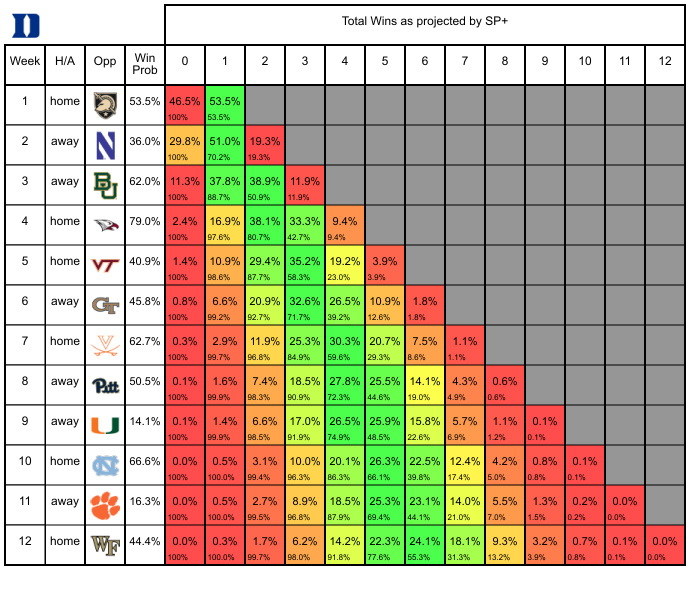 Total Wins as projected by SP+
Week H/A Opp Win Prob 0 1 2 3 4 5 6 7 8 9 10 11 12
1 home 53.5% 46.5% 53.5%
100% 53.5%
2 away N 36.0% 29.8% 51.0% 19.3%
100% 70.2% 19.3%
3 away BU 62.0% 11.3% 37.8% 38.9% 11.9%
100% 88.7% 50.9% 11.9%
4 home 79.0% 2.4% 16.9% 38.1% 33.3% 9.4%
100% 97.6% 80.7% 42.7% 9.4%
5 home VT 40.9% 1.4% 10.9% 29.4% 35.2% 19.2% 3.9%
100% 98.6% 87.7% 58.3% 23.0% 3.9%
6 away GT 45.8% 0.8% 6.6% 20.9% 32.6% 26.5% 10.9% 1.8%
100% 99.2% 92.7% 71.7% 39.2% 12.6% 1.8%
7 home V 62.7% 0.3% 2.9% 11.9% 25.3% 30.3% 20.7% 7.5% 1.1%
100% 99.7% 96.8% 84.9% 59.6% 29.3% 8.6% 1.1%
8 away Pitt 50.5% 0.1% 1.6% 7.4% 18.5% 27.8% 25.5% 14.1% 4.3% 0.6%
100% 99.9% 98.3% 90.9% 72.3% 44.6% 19.0% 4.9% 0.6%
9 away U 14.1% 0.1% 1.4% 6.6% 17.0% 26.5% 25.9% 15.8% 5.7% 1.1% 0.1%
100% 99.9% 98.5% 91.9% 74.9% 48.5% 22.6% 6.9% 1.2% 0.1%
10 home NC 66.6% 0.0% 0.5% 3.1% 10.0% 20.1% 26.3% 22.5% 12.4% 4.2% 0.8% 0.1%
100% 100.0% 99.4% 96.3% 86.3% 66.1% 39.8% 17.4% 5.0% 0.8% 0.1%
11 away 16.3% 0.0% 0.5% 2.7% 8.9% 18.5% 25.3% 23.1% 14.0% 5.5% 1.3% 0.2% 0.0%
100% 100.0% 99.5% 96.8% 87.9% 69.4% 44.1% 21.0% 7.0% 1.5% 0.2% 0.0%
12 home WF 44.4% 0.0% 0.3% 1.7% 6.2% 14.2% 22.3% 24.1% 18.1% 9.3% 3.2% 0.7% 0.1% 0.0%
100% 100.0% 99.7% 98.0% 91.8% 77.6% 55.3% 31.3% 13.2% 3.9% 0.8% 0.1% 0.0%